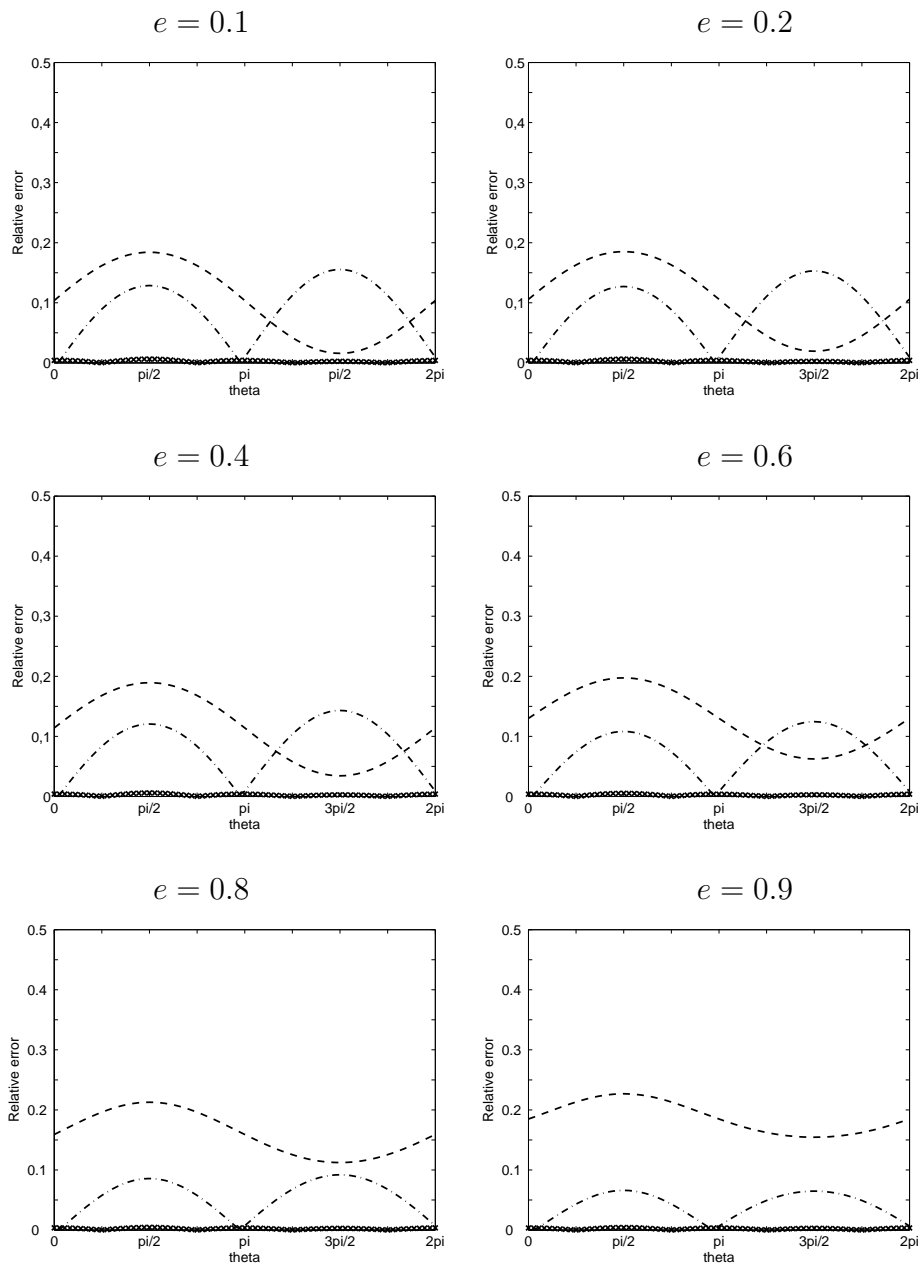 e = 0.1
0.5
0,4
0,3
0,2
0,1
0
Relative error
0
pi/2
pi
pi/2
2pi
theta
e = 0.2
0.5
0,4
0,3
0,2
0,1
0
Relative error
0
pi/2
pi
3pi/2
2pi
theta
e = 0.4
0.5
0.4
0,3
0,2
0,1
0
Relative error
0
pi/2
pi
3pi/2
2pi
theta
e = 0.6
0.5
0.4
0,3
0,2
0,1
0
Relative error
0
pi/2
pi
3pi/2
2pi
theta
e = 0.8
0.5
0.4
0.3
0.2
0.1
0
Relative error
0
pi/2
pi
3pi/2
2pi
theta
e = 0.9
0.5
0.4
0.3
0.2
0.1
0
Relative error
0
pi/2
pi
3pi/2
2pi
theta